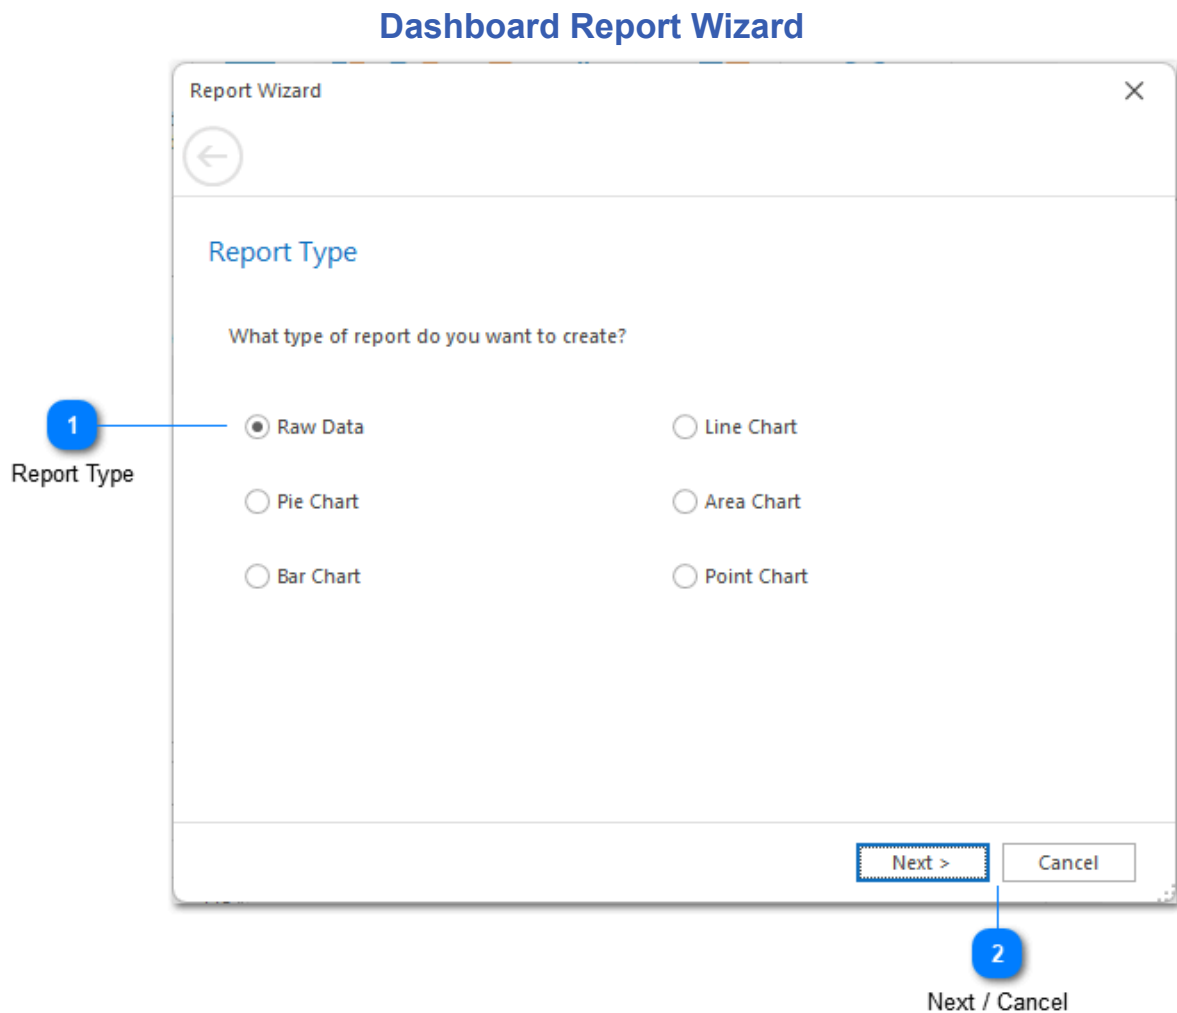 Dashboard Report Wizard
Report Wizard
Report Type
What type of report do you want to create?
1
Report Type
Raw Data
Line Chart
Pie Chart
Area Chart
Bar Chart
Point Chart
Next >
Cancel
2
Next / Cancel